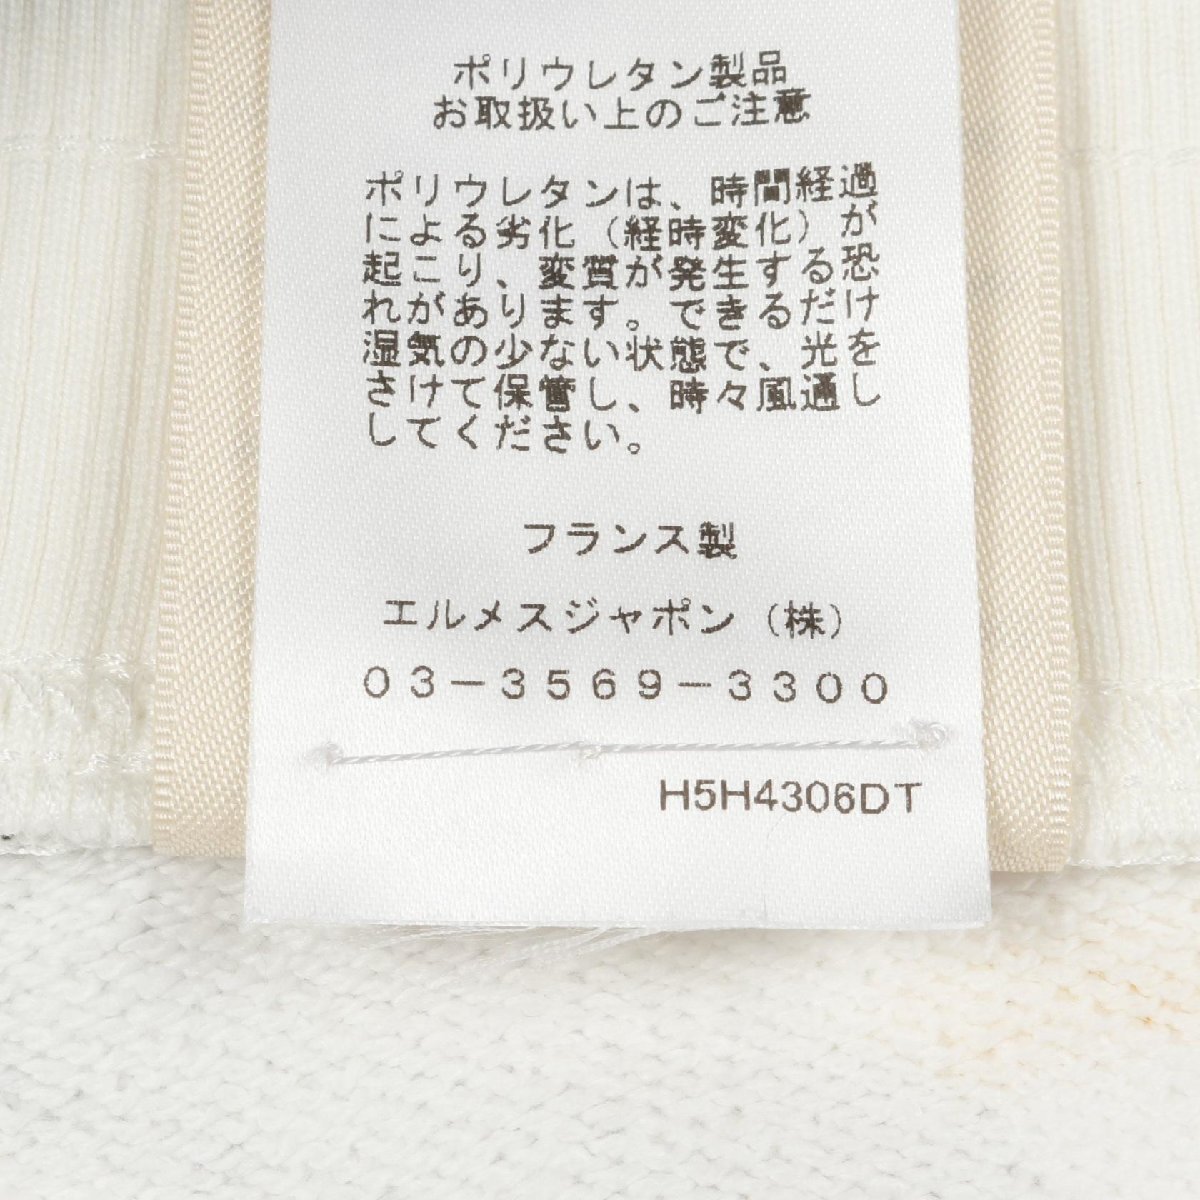 ポリウレタン製品
お取扱い上のご注意
ポリウレタンは、時間経過
による劣化（経時変化）が
起こり、変質が発生する恐
れがあります。できるだけ
湿気の少ない状態で、光を
さけて保管し、時々風通し
してください。
フランス製
エルメスジャポン（株）
０３－３５６９－３３００
H5H4306DT